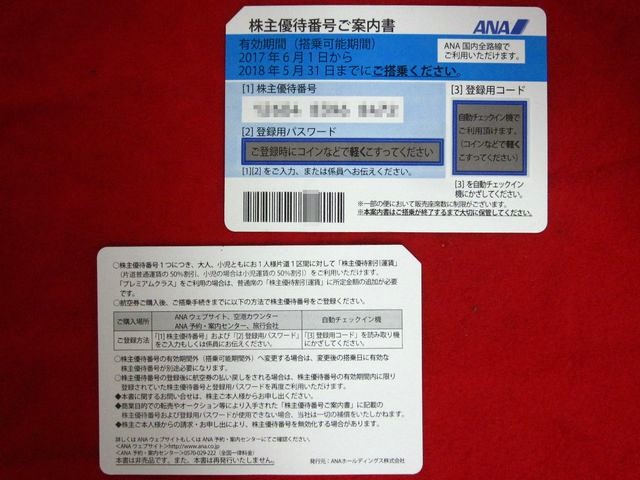 株主優待番号ご案内書
ANA
有効期間（搭乗可能期間）
2017年6月1日から
2018年5月31日までにご搭乗ください。
ANA国内全路線で
ご利用いただけます。
[1] 株主優待番号
[2] 登録用パスワード
ご登録時にコインなどで軽くこすってください
[1][2]をご入力、または係員へお伝えください。
[3] 登録用コード
自動チェックイン機で
ご利用頂けます。
(コインなどで軽く
こすってください)
[3]を自動チェックイン
機にかざしてください。
※一部の便において販売座席数に制限がございます。
※本案内書はご搭乗が終了するまで大切に保管してください。
○株主優待番号1つにつき、大人、小児ともにお1人様片道1区間に対して「株主優待割引運賃」
（片道普通運賃の50％割引、小児の場合は小児運賃の50％割引）をご利用いただけます。
「プレミアムクラス」をご利用の場合は、普通席の「株主優待割引運賃」に所定金額の追加が必要
です。
○航空券ご購入後、ご搭乗手続きまでに以下の方法で株主優待番号をご登録ください。
ご購入場所
ANAウェブサイト、空港カウンター
ANA予約・案内センター、旅行会社
自動チェックイン機
ご登録方法
「[1]株主優待番号」および「[2]登録用パスワード」
をご入力もしくは係員にお伝えください。
「[3]登録用コード」を読み取り機
にかざしてください。
○株主優待番号の有効期間外（搭乗可能期間外）へ変更する場合は、変更後の搭乗日に有効な
株主優待番号が別途必要になります。
○株主優待番号の登録後に航空券の払い戻しをされる場合は、株主優待番号の有効期間内に限り
登録されていた株主優待番号と登録用パスワードを再度ご利用いただけます。
◆本書に関するお問い合せは、株主ご本人様からお申し出ください。
◆商業目的での転売やオークション等により入手された「株主優待番号ご案内書」に記載の
株主優待番号および登録用パスワードが使用できない場合、当社は一切の補償をいたしかねます。
◆株主ご本人様からの請求・お申し出により、株主優待番号を無効化する場合があります。
詳しくはANAウェブサイトもしくはANA予約・案内センターにてご確認ください。
＜ANAウェブサイト＞http://www.ana.co.jp
＜ANA予約・案内センター＞0570-029-222（全国一律料金）
本書は非売品です。また、本書は再発行いたしません。
発行元：ANAホールディングス株式会社